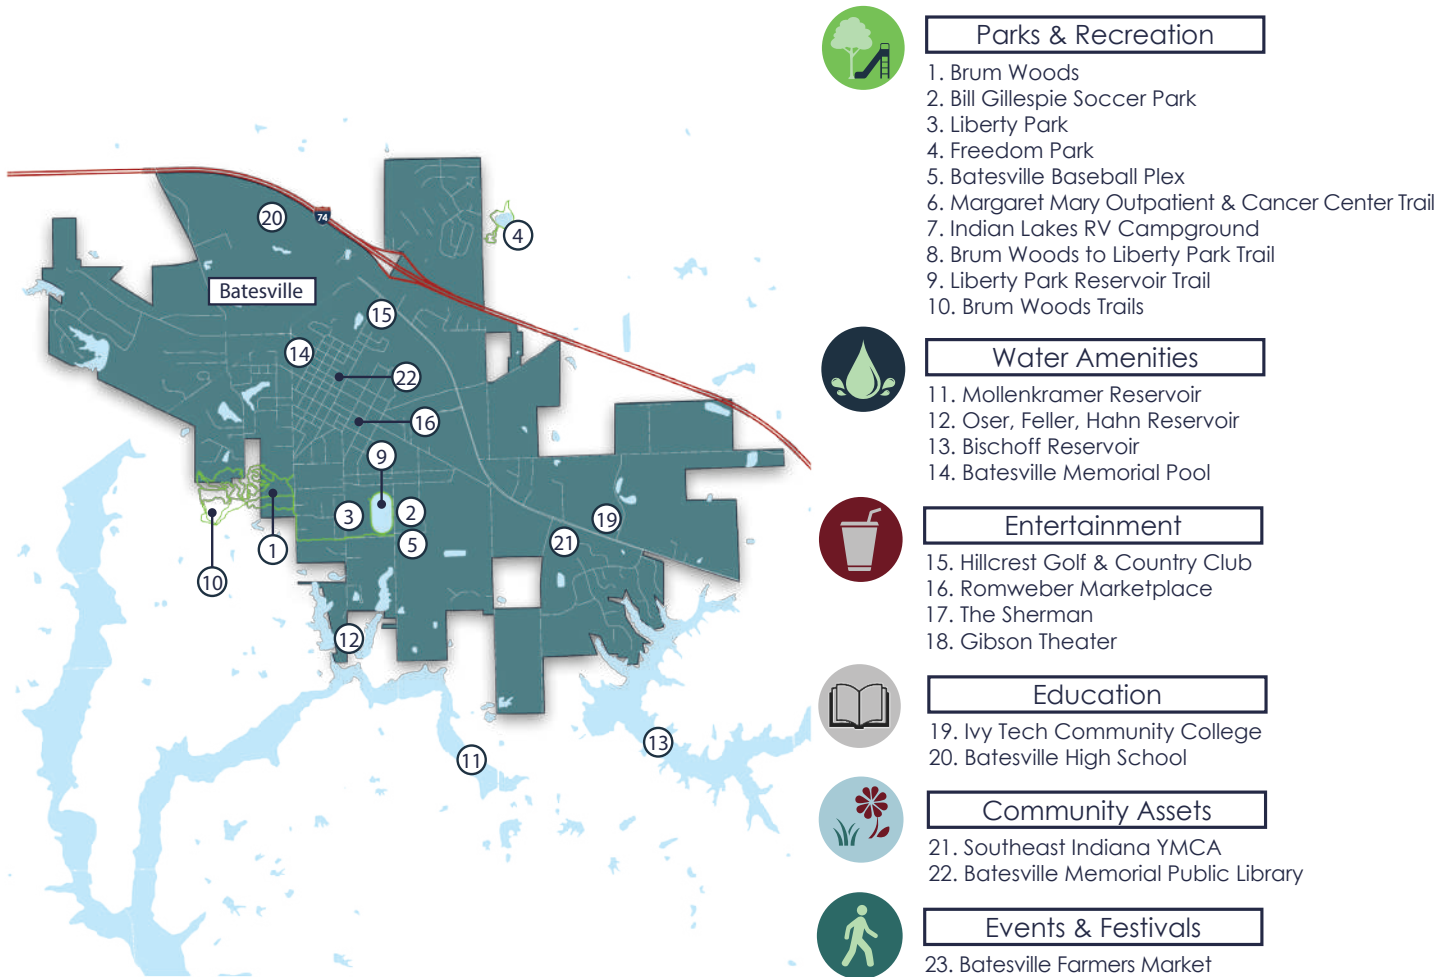 Parks & Recreation
1. Brum Woods
2. Bill Gillespie Soccer Park
3. Liberty Park
4. Freedom Park
5. Batesville Baseball Plex
6. Margaret Mary Outpatient & Cancer Center Trail
7. Indian Lakes RV Campground
8. Brum Woods to Liberty Park Trail
9. Liberty Park Reservoir Trail
10. Brum Woods Trails
Water Amenities
11. Mollenkramer Reservoir
12. Oser, Feller, Hahn Reservoir
13. Bischoff Reservoir
14. Batesville Memorial Pool
Entertainment
15. Hillcrest Golf & Country Club
16. Romweber Marketplace
17. The Sherman
18. Gibson Theater
Education
19. Ivy Tech Community College
20. Batesville High School
Community Assets
21. Southeast Indiana YMCA
22. Batesville Memorial Public Library
Events & Festivals
23. Batesville Farmers Market
20
74
4
Batesville
15
14
22
16
9
3
2
19
1
5
21
10
12
13
11